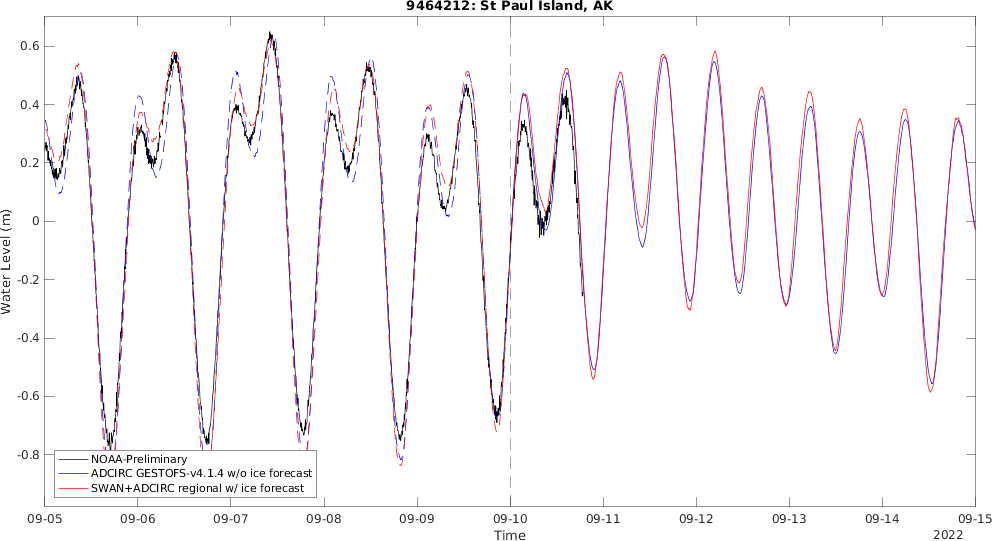 9464212: St Paul Island, AK
Water Level (m)
0.6
0.4
0.2
0
-0.2
-0.4
-0.6
-0.8
NOAA-Preliminary
ADCIRC GESTOFS-v4.1.4 w/o ice forecast
SWAN+ADCIRC regional w/ ice forecast
09-05 09-06 09-07 09-08 09-09 09-10 09-11 09-12 09-13 09-14 09-15
Time
2022